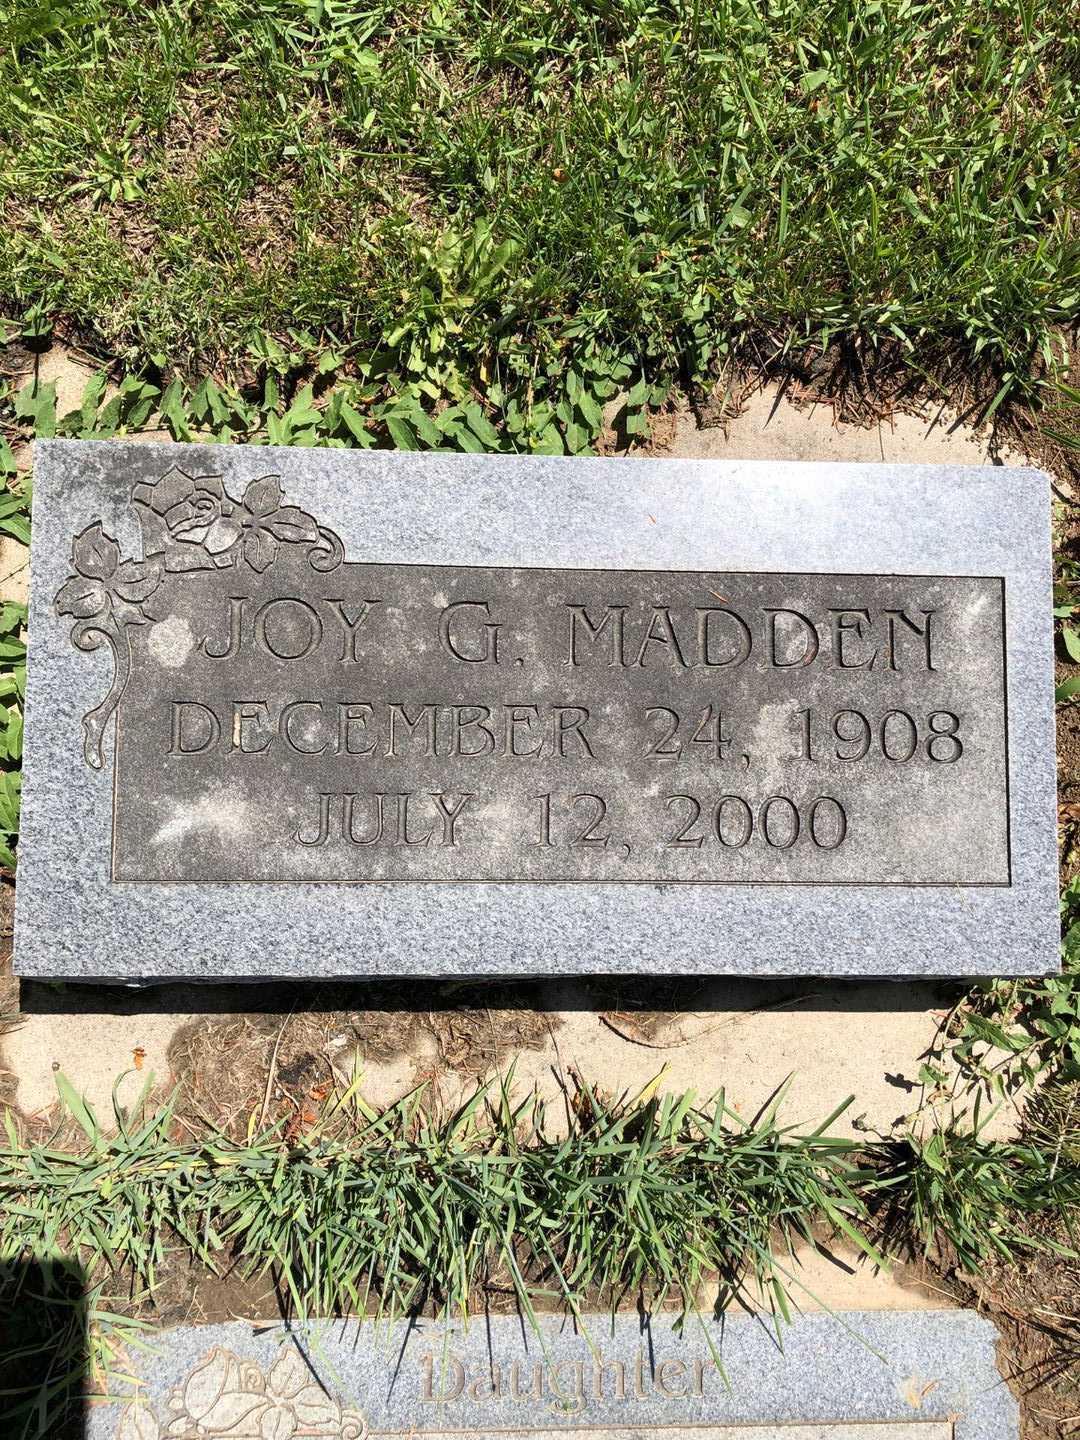 JOY G. MADDEN
DECEMBER 24, 1908
JULY 12, 2000
Daughter